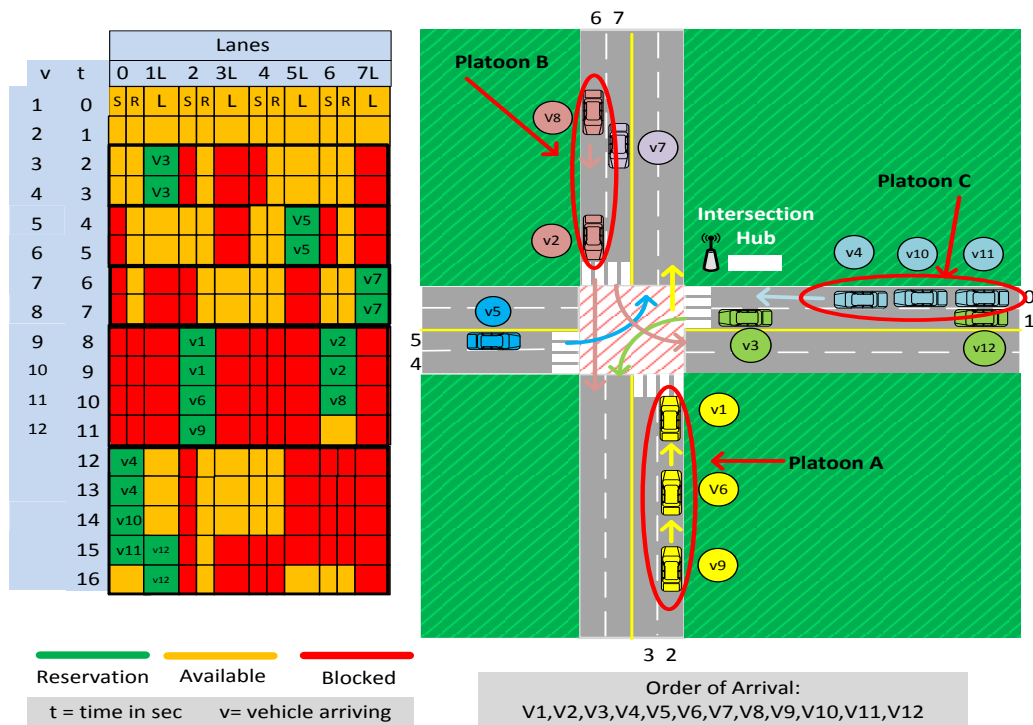 Lanes
v t 0 1L 2 3L 4 5L 6 7L
1 0 S R L S R L S R L S R L
2 1
3 2 V3
4 3 V3
5 4 V5
6 5 v5
7 6 v7
8 7 v7
9 8 v1 v2
10 9 v1 v2
11 10 v6 v8
12 11 v9
12 v4
13 v4
14 v10
15 v11 v12
16 v12
Reservation Available Blocked
t = time in sec v= vehicle arriving
6 7
Platoon B
V8
v7
v2
Platoon C
Intersection
Hub
v4 v10 v11
0
1
v5
5
4
v3
v12
v1
Platoon A
V6
v9
3 2
Order of Arrival:
V1,V2,V3,V4,V5,V6,V7,V8,V9,V10,V11,V12